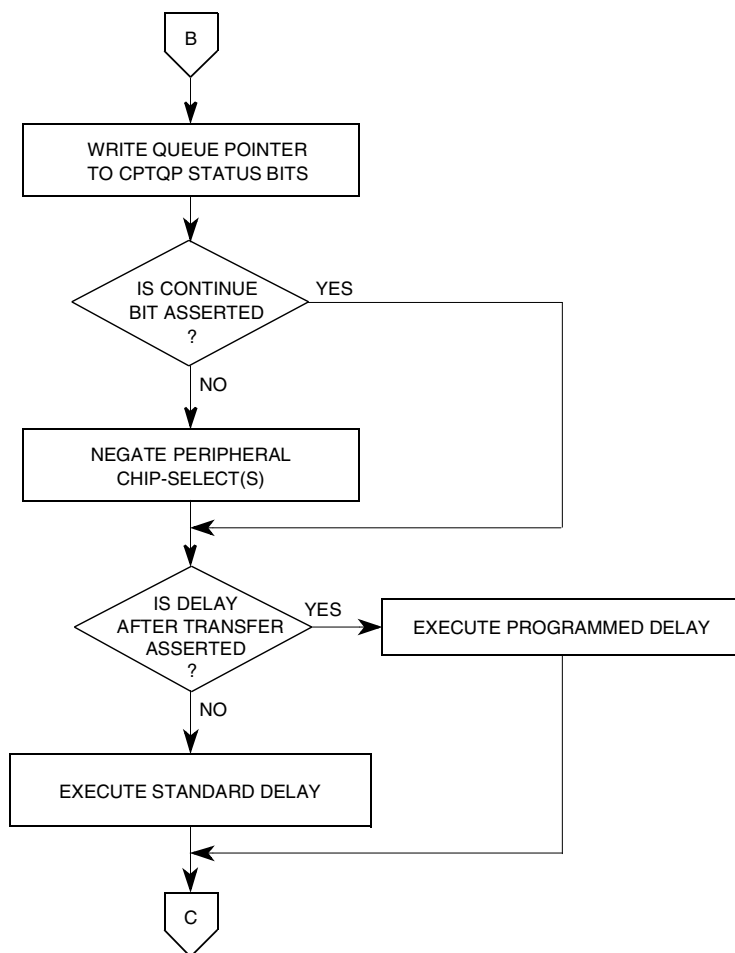 B
WRITE QUEUE POINTER
TO CPTQP STATUS BITS
IS CONTINUE
BIT ASSERTED
?
YES
NO
NEGATE PERIPHERAL
CHIP-SELECT(S)
IS DELAY
AFTER TRANSFER
ASSERTED
?
YES
EXECUTE PROGRAMMED DELAY
NO
EXECUTE STANDARD DELAY
C